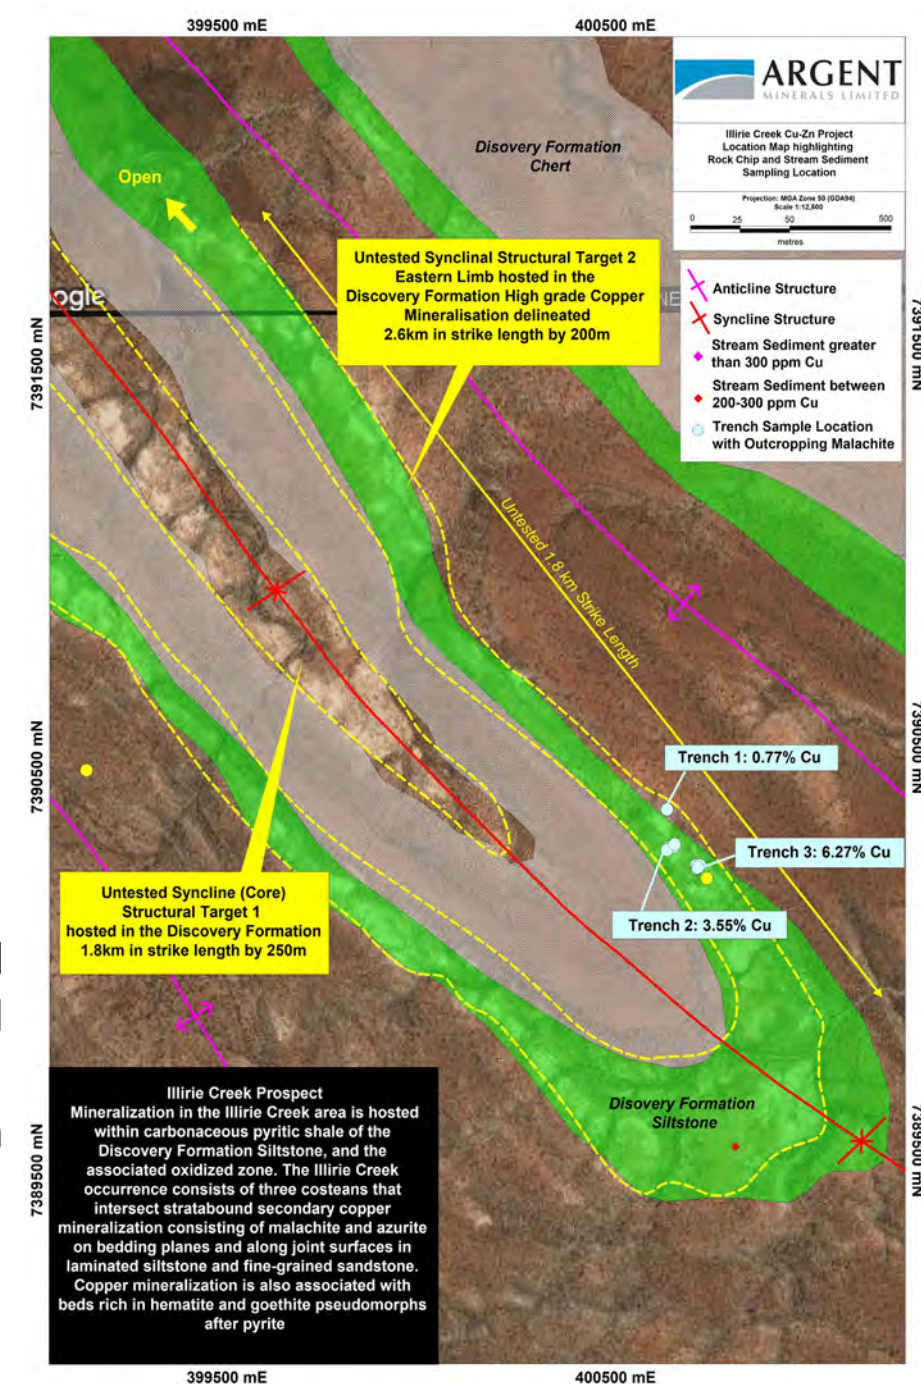 399500 mE
400500 mE
ARGENT
MINERALS LIMITED
Illirie Creek Cu-Zn Project
Location Map highlighting
Rock Chip and Stream Sediment
Sampling Location
Projection: MGA Zone 50 (GDA94)
Scale 1:12,500
0 25 50 500
metres
Disovery Formation
Chert
Open
Untested Synclinal Structural Target 2
Eastern Limb hosted in the
Discovery Formation High grade Copper
Mineralisation delineated
2.6km in strike length by 200m
Anticline Structure
Syncline Structure
Stream Sediment greater
than 300 ppm Cu
Stream Sediment between
200-300 ppm Cu
Trench Sample Location
with Outcropping Malachite
ogle
7391500 mN
7391500 mN
Untested 1.8 km Strike Length
7390500 mN
7390500 mN
Trench 1: 0.77% Cu
Trench 3: 6.27% Cu
Trench 2: 3.55% Cu
Untested Syncline (Core)
Structural Target 1
hosted in the Discovery Formation
1.8km in strike length by 250m
Disovery Formation
Siltstone
7389500 mN
7389500 mN
Illirie Creek Prospect
Mineralization in the Illirie Creek area is hosted
within carbonaceous pyritic shale of the
Discovery Formation Siltstone, and the
associated oxidized zone. The Illirie Creek
occurrence consists of three costeans that
intersect stratabound secondary copper
mineralization consisting of malachite and azurite
on bedding planes and along joint surfaces in
laminated siltstone and fine-grained sandstone.
Copper mineralization is also associated with
beds rich in hematite and goethite pseudomorphs
after pyrite
399500 mE
400500 mE